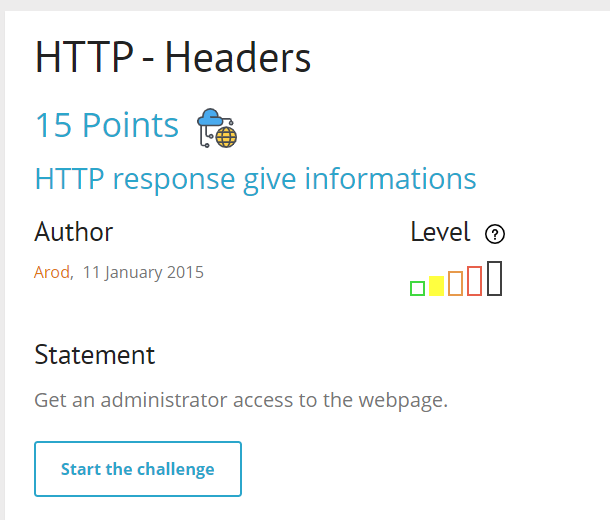 HTTP - Headers
15 Points
HTTP response give informations
Author
Level ?
Arod, 11 January 2015
Statement
Get an administrator access to the webpage.
Start the challenge